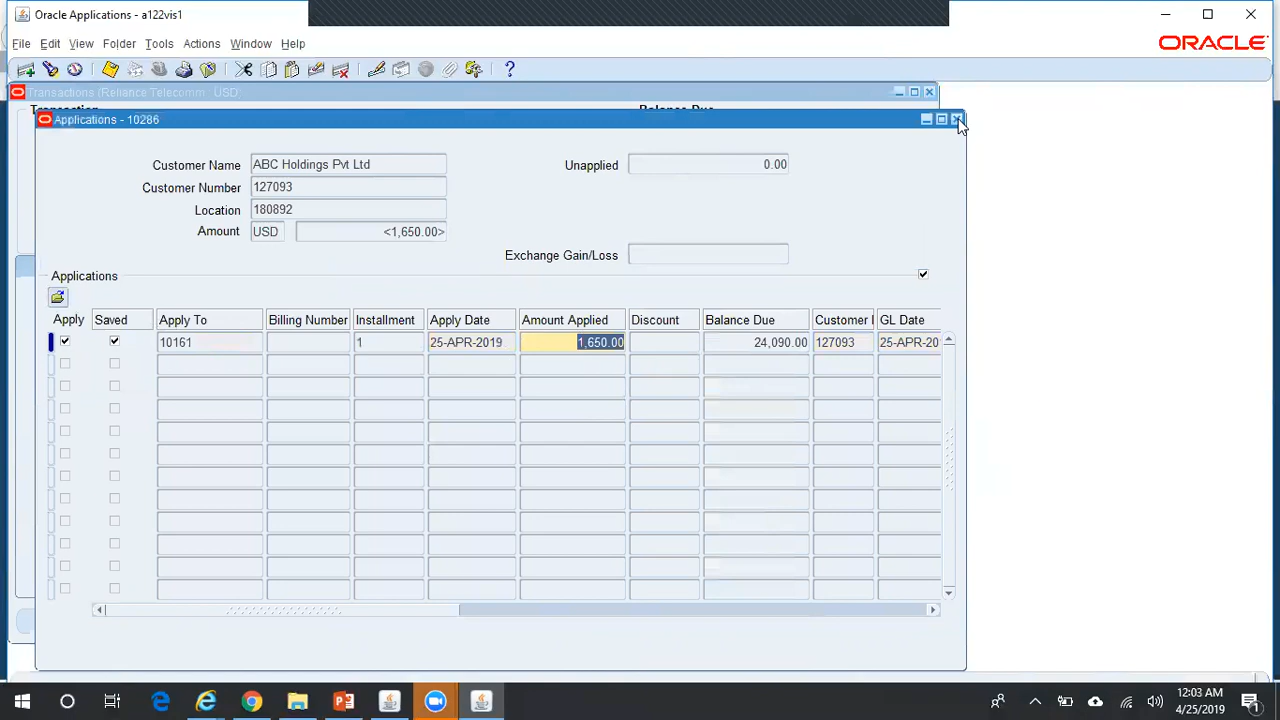 Oracle Applications - a122vis1
File Edit View Folder Tools Actions Window Help
ORACLE
Transactions (Reliance Telecomm : USD)
Transaction Balance Due
Applications - 10286
Customer Name ABC Holdings Pvt Ltd Unapplied 0.00
Customer Number 127093
Location 180892
Amount USD <1,650.00>
Exchange Gain/Loss
Applications
Apply Saved Apply To Billing Number Installment Apply Date Amount Applied Discount Balance Due Customer GL Date
10161 1 25-APR-2019 1,650.00 24,090.00 127093 25-APR-20
12:03 AM
4/25/2019
1